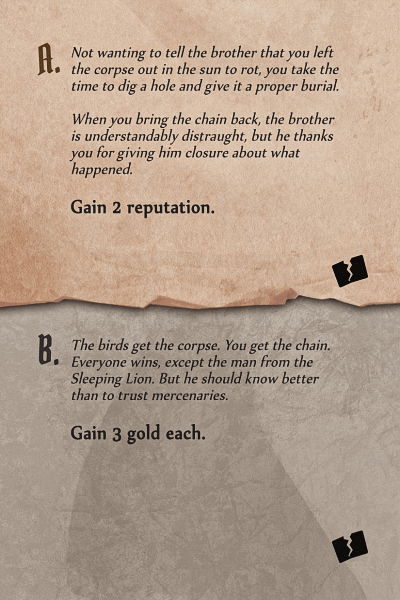 A. Not wanting to tell the brother that you left
the corpse out in the sun to rot, you take the
time to dig a hole and give it a proper burial.
When you bring the chain back, the brother
is understandably distraught, but he thanks
you for giving him closure about what
happened.
Gain 2 reputation.
B. The birds get the corpse. You get the chain.
Everyone wins, except the man from the
Sleeping Lion. But he should know better
than to trust mercenaries.
Gain 3 gold each.